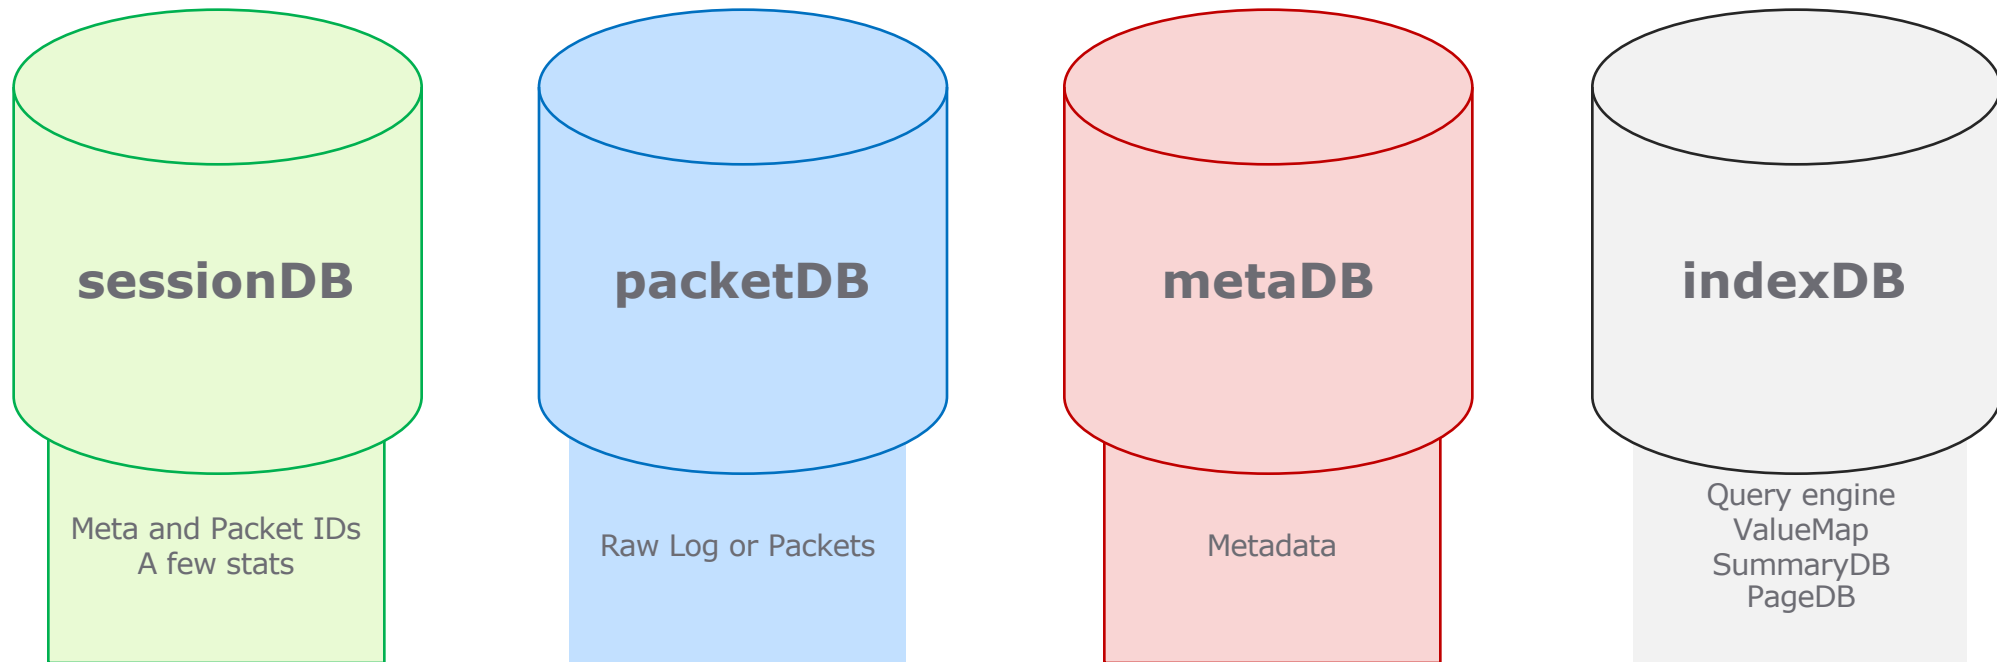 sessionDB
Meta and Packet IDs
A few stats
packetDB
Raw Log or Packets
metaDB
Metadata
indexDB
Query engine
ValueMap
SummaryDB
PageDB